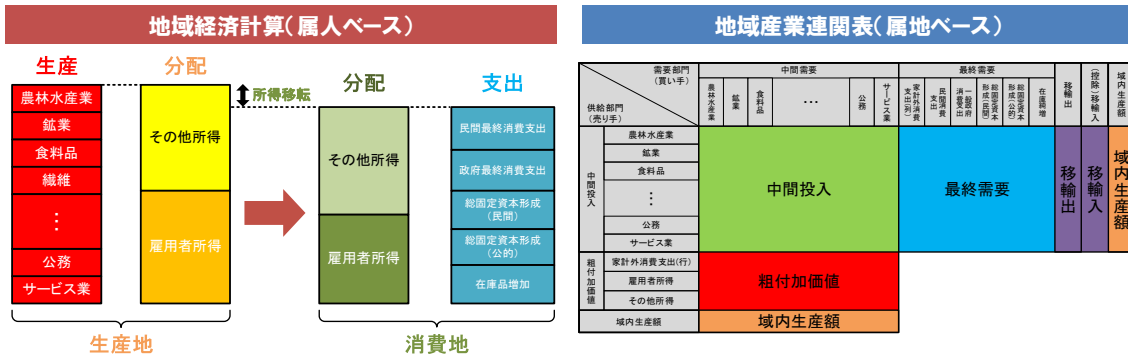 地域経済計算(属人ベース)
生産
分配
分配
支出
所得移転
農林水産業
鉱業
食料品
繊維
⋮
公務
サービス業
その他所得
雇用者所得
その他所得
雇用者所得
民間最終消費支出
政府最終消費支出
総固定資本形成
(民間)
総固定資本形成
(公的)
在庫品増加
生産地
消費地
地域産業連関表(属地ベース)
需要部門
(買い手)
供給部門
(売り手)
中間需要
最終需要
農林水産業
鉱業
食料品
…
公務
サービス業
家計外消費
支出(列)
民間消費
支出
一般政府
消費支出
総固定資本
形成(民間)
総固定資本
形成(公的)
在庫純増
移輸出
(控除)移輸入
域内生産額
中間投入
農林水産業
鉱業
食料品
⋮
公務
サービス業
中間投入
最終需要
移輸出
移輸入
域内生産額
粗付加価値
家計外消費支出(行)
雇用者所得
その他所得
粗付加価値
域内生産額
域内生産額